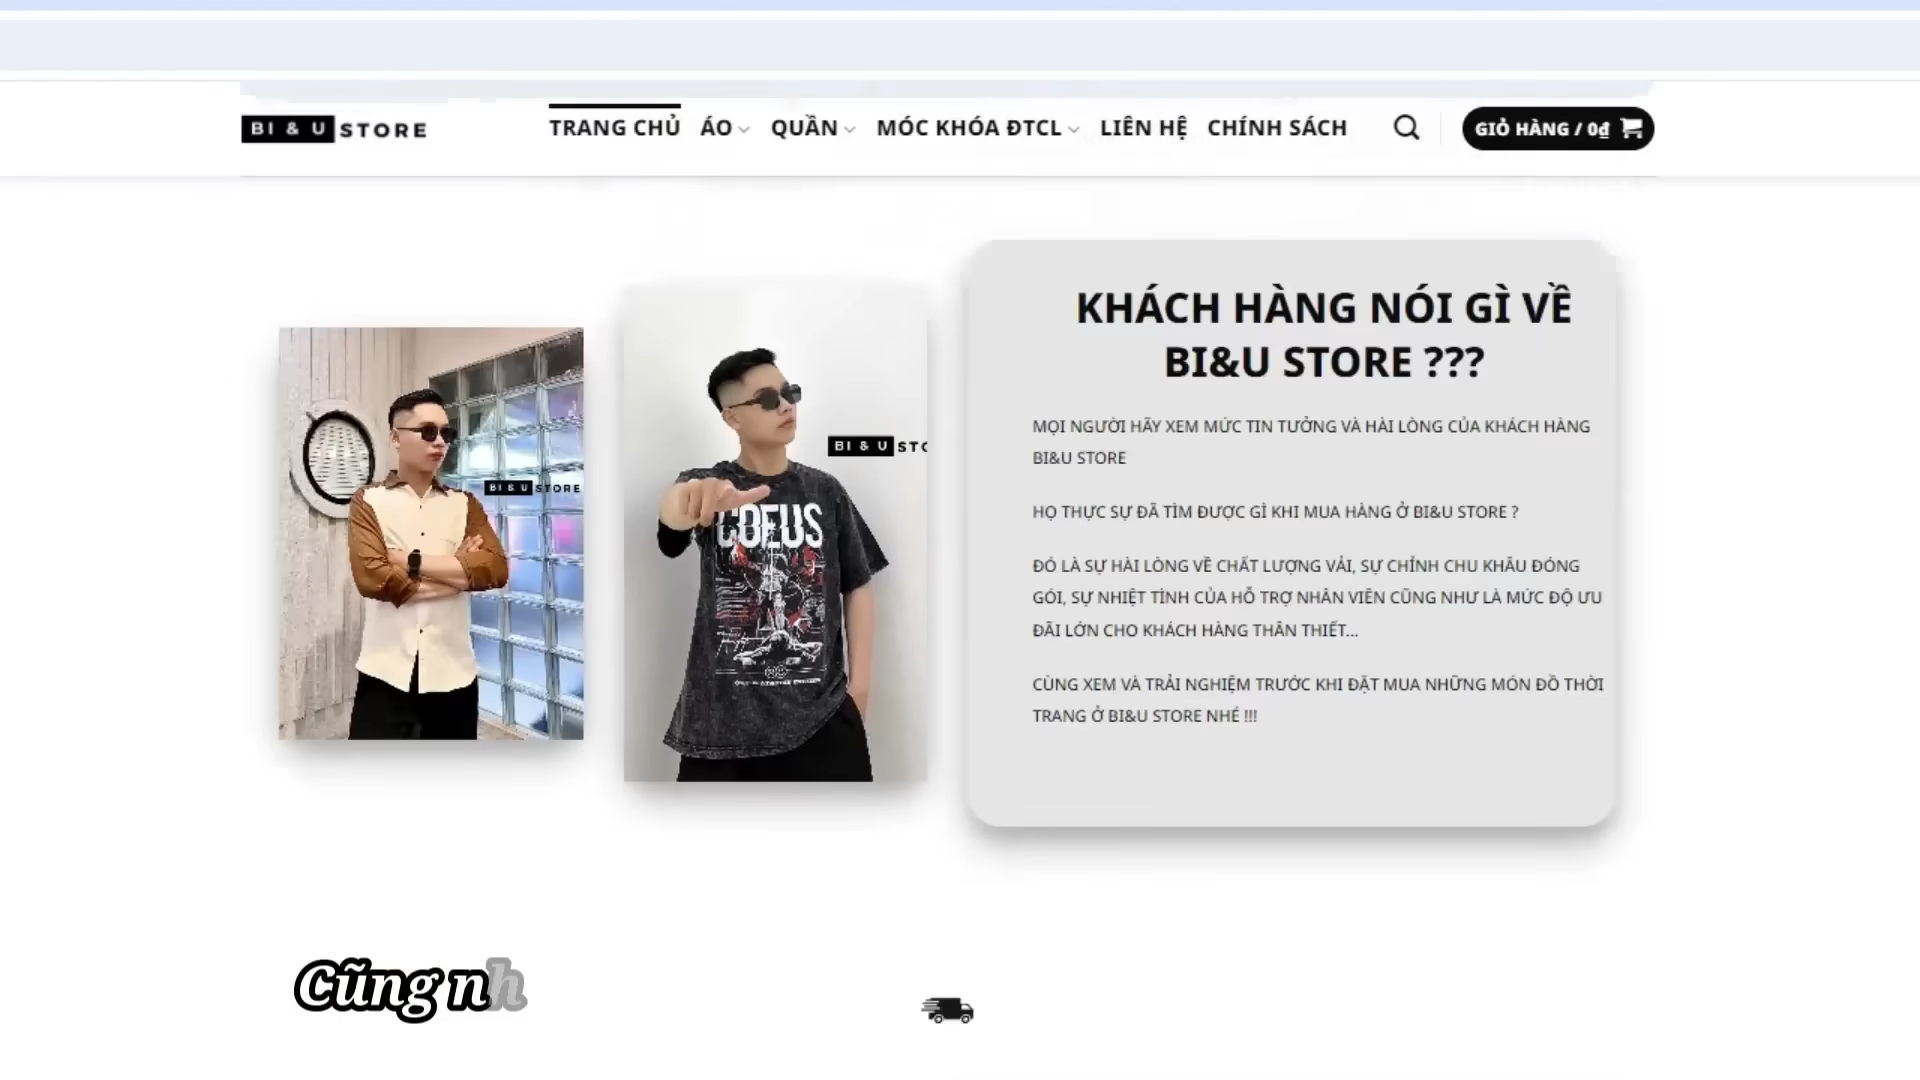 BI & U STORE
TRANG CHỦ ÁO QUẦN MÓC KHÓA ĐTCL LIÊN HỆ CHÍNH SÁCH
GIỎ HÀNG / 0₫
KHÁCH HÀNG NÓI GÌ VỀ
BI&U STORE ???
MỌI NGƯỜI HÃY XEM MỨC TIN TƯỞNG VÀ HÀI LÒNG CỦA KHÁCH HÀNG
BI&U STORE
HỌ THỰC SỰ ĐÃ TÌM ĐƯỢC GÌ KHI MUA HÀNG Ở BI&U STORE ?
ĐÓ LÀ SỰ HÀI LÒNG VỀ CHẤT LƯỢNG VẢI, SỰ CHỈNH CHU KHÂU ĐÓNG
GÓI, SỰ NHIỆT TÌNH CỦA HỖ TRỢ NHÂN VIÊN CŨNG NHƯ LÀ MỨC ĐỘ ƯU
ĐÃI LỚN CHO KHÁCH HÀNG THÂN THIẾT...
CÙNG XEM VÀ TRẢI NGHIỆM TRƯỚC KHI ĐẶT MUA NHỮNG MÓN ĐỒ THỜI
TRANG Ở BI&U STORE NHÉ !!!
BI & U STORE
BI & U STO
COEUS
Cũng nh